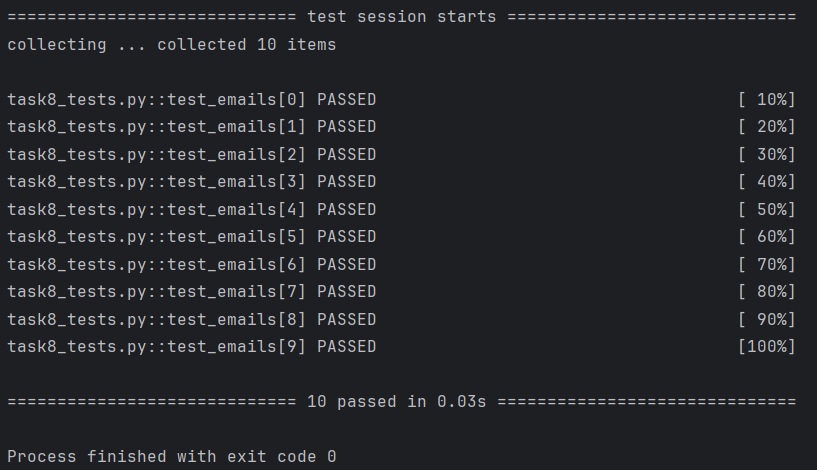 ============================= test session starts =============================
collecting ... collected 10 items
task8_tests.py::test_emails[0] PASSED                                    [ 10%]
task8_tests.py::test_emails[1] PASSED                                    [ 20%]
task8_tests.py::test_emails[2] PASSED                                    [ 30%]
task8_tests.py::test_emails[3] PASSED                                    [ 40%]
task8_tests.py::test_emails[4] PASSED                                    [ 50%]
task8_tests.py::test_emails[5] PASSED                                    [ 60%]
task8_tests.py::test_emails[6] PASSED                                    [ 70%]
task8_tests.py::test_emails[7] PASSED                                    [ 80%]
task8_tests.py::test_emails[8] PASSED                                    [ 90%]
task8_tests.py::test_emails[9] PASSED                                    [100%]
============================= 10 passed in 0.03s ==============================
Process finished with exit code 0